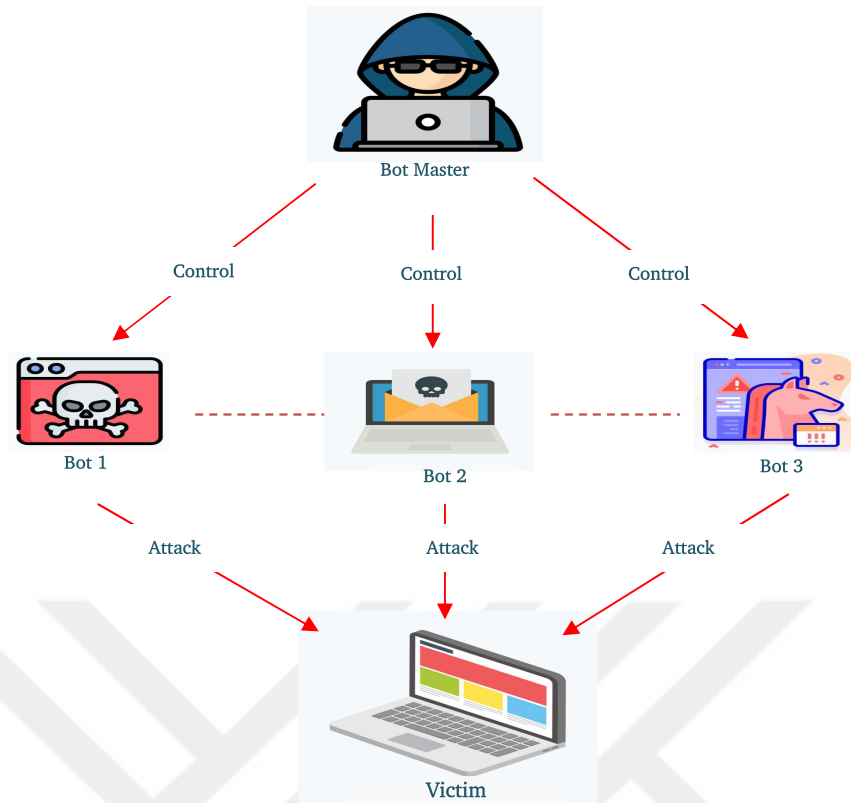 Bot Master
Control
Control
Control
Bot 1
Bot 2
Bot 3
Attack
Attack
Attack
Victim